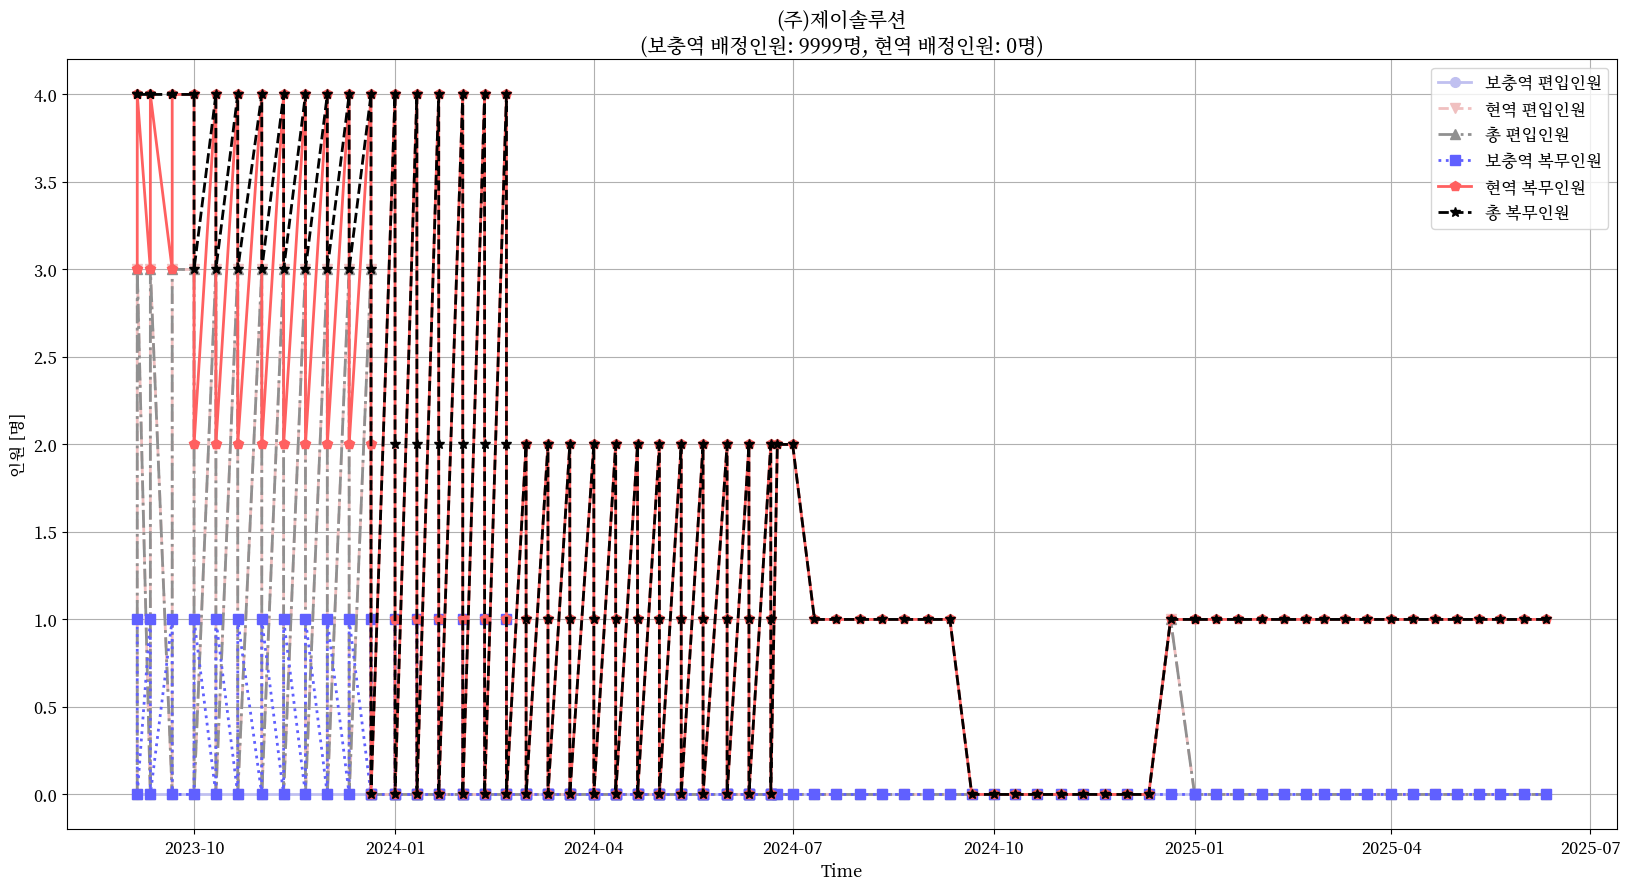 (주)제이솔루션
(보충역 배정인원: 9999명, 현역 배정인원: 0명)
보충역 편입인원
현역 편입인원
총 편입인원
보충역 복무인원
현역 복무인원
총 복무인원
인원 [명]
4.0
3.5
3.0
2.5
2.0
1.5
1.0
0.5
0.0
2023-10
2024-01
2024-04
2024-07
2024-10
2025-01
2025-04
2025-07
Time